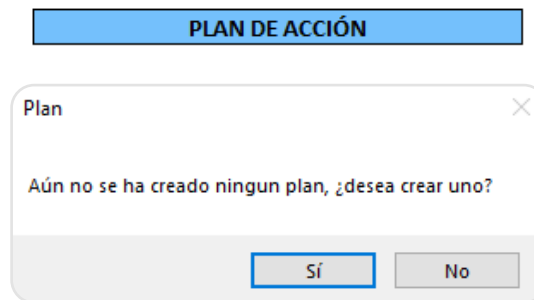 PLAN DE ACCIÓN
Plan
Aún no se ha creado ningun plan, ¿desea crear uno?
Sí
No